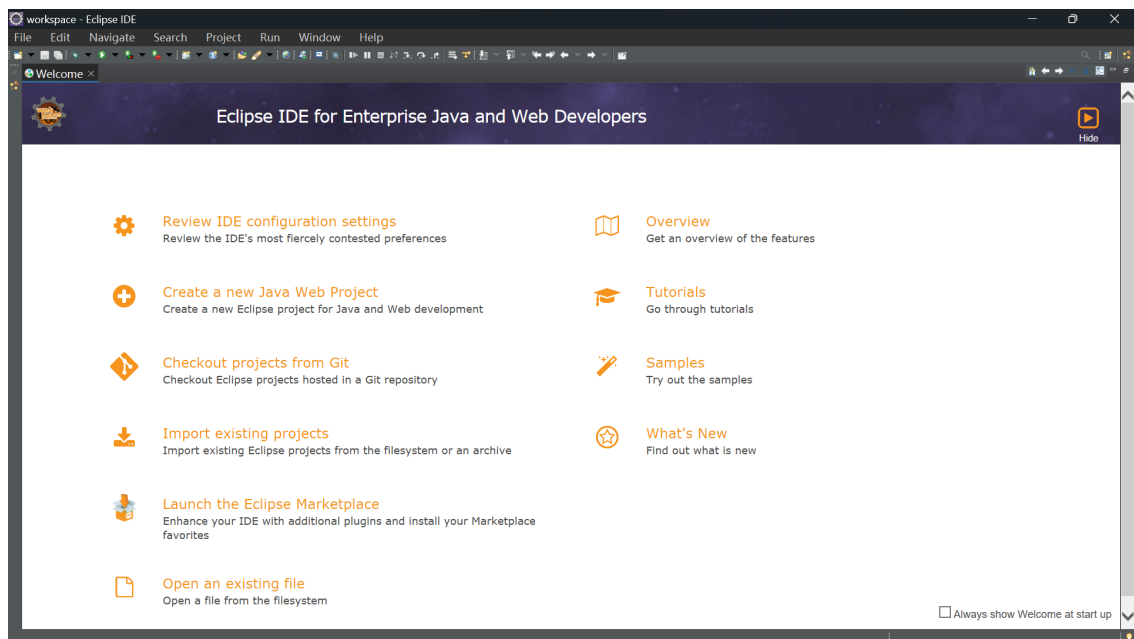 workspace - Eclipse IDE
File Edit Navigate Search Project Run Window Help
Welcome
Eclipse IDE for Enterprise Java and Web Developers
Hide
Review IDE configuration settings
Review the IDE's most fiercely contested preferences
Create a new Java Web Project
Create a new Eclipse project for Java and Web development
Checkout projects from Git
Checkout Eclipse projects hosted in a Git repository
Import existing projects
Import existing Eclipse projects from the filesystem or an archive
Launch the Eclipse Marketplace
Enhance your IDE with additional plugins and install your Marketplace
favorites
Open an existing file
Open a file from the filesystem
Overview
Get an overview of the features
Tutorials
Go through tutorials
Samples
Try out the samples
What's New
Find out what is new
Always show Welcome at start up